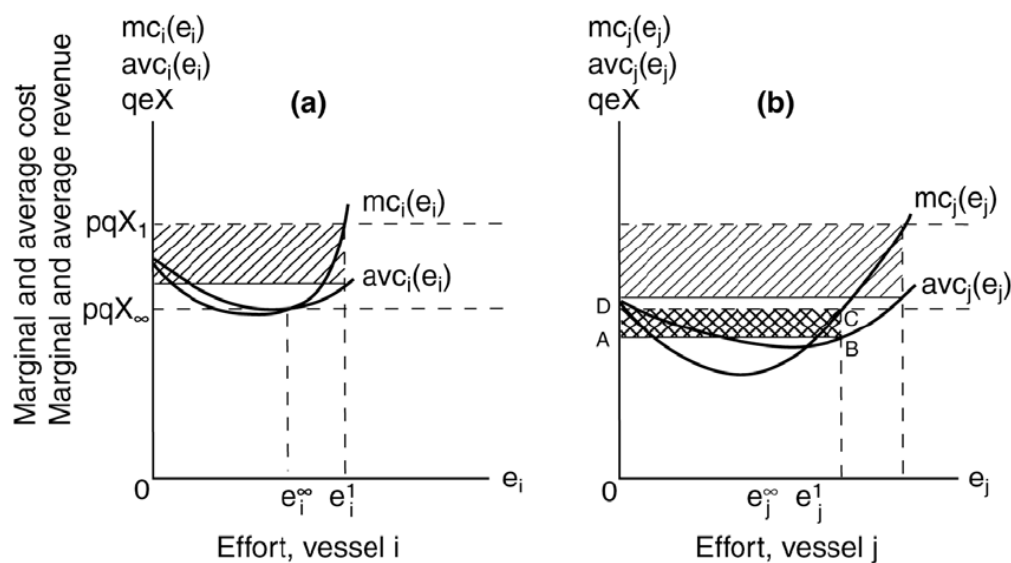 Marginal and average cost
Marginal and average revenue
mcᵢ(eᵢ)
avcᵢ(eᵢ)
qeX
(a)
mcᵢ(eᵢ)
pqX₁
avcᵢ(eᵢ)
pqX∞
0
eᵢ∞
eᵢ¹
eᵢ
Effort, vessel i
mcⱼ(eⱼ)
avcⱼ(eⱼ)
qeX
(b)
mcⱼ(eⱼ)
avcⱼ(eⱼ)
D
C
A
B
0
eⱼ∞
eⱼ¹
eⱼ
Effort, vessel j